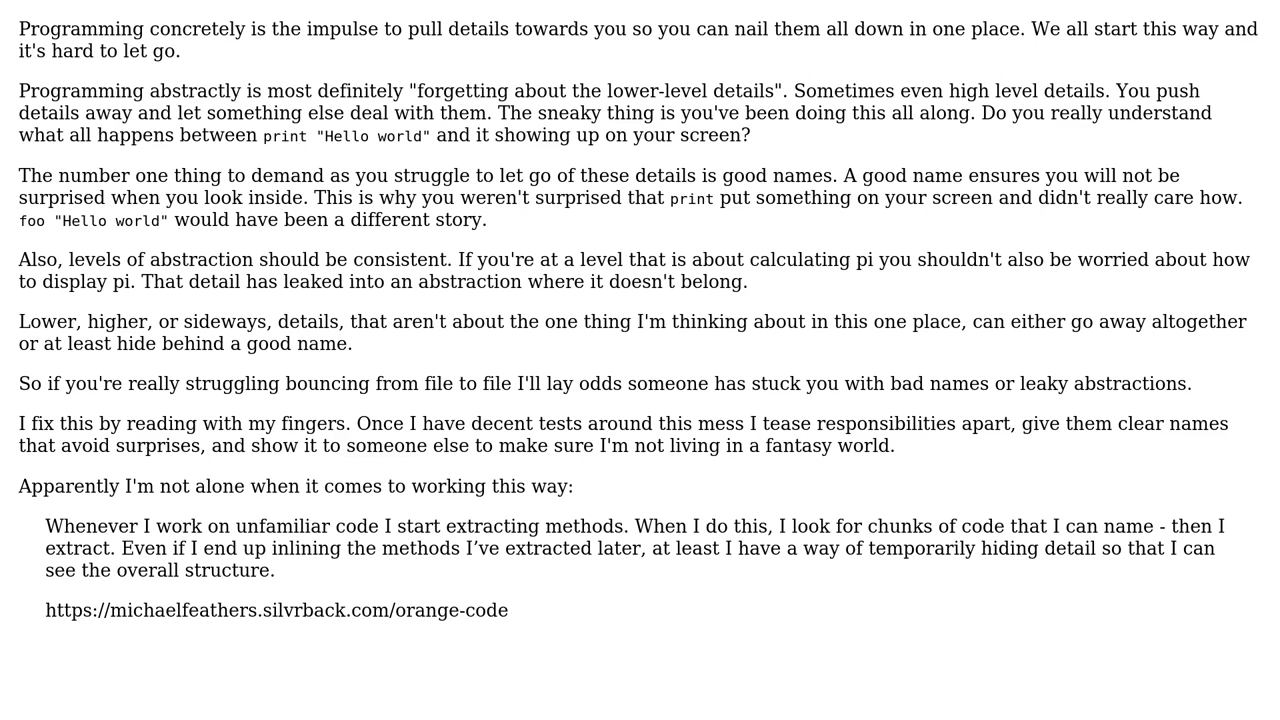 Programming concretely is the impulse to pull details towards you so you can nail them all down in one place. We all start this way and
it's hard to let go.
Programming abstractly is most definitely "forgetting about the lower-level details". Sometimes even high level details. You push
details away and let something else deal with them. The sneaky thing is you've been doing this all along. Do you really understand
what all happens between print "Hello world" and it showing up on your screen?
The number one thing to demand as you struggle to let go of these details is good names. A good name ensures you will not be
surprised when you look inside. This is why you weren't surprised that print put something on your screen and didn't really care how.
foo "Hello world" would have been a different story.
Also, levels of abstraction should be consistent. If you're at a level that is about calculating pi you shouldn't also be worried about how
to display pi. That detail has leaked into an abstraction where it doesn't belong.
Lower, higher, or sideways, details, that aren't about the one thing I'm thinking about in this one place, can either go away altogether
or at least hide behind a good name.
So if you're really struggling bouncing from file to file I'll lay odds someone has stuck you with bad names or leaky abstractions.
I fix this by reading with my fingers. Once I have decent tests around this mess I tease responsibilities apart, give them clear names
that avoid surprises, and show it to someone else to make sure I'm not living in a fantasy world.
Apparently I'm not alone when it comes to working this way:
Whenever I work on unfamiliar code I start extracting methods. When I do this, I look for chunks of code that I can name - then I
extract. Even if I end up inlining the methods I’ve extracted later, at least I have a way of temporarily hiding detail so that I can
see the overall structure.
https://michaelfeathers.silvrback.com/orange-code